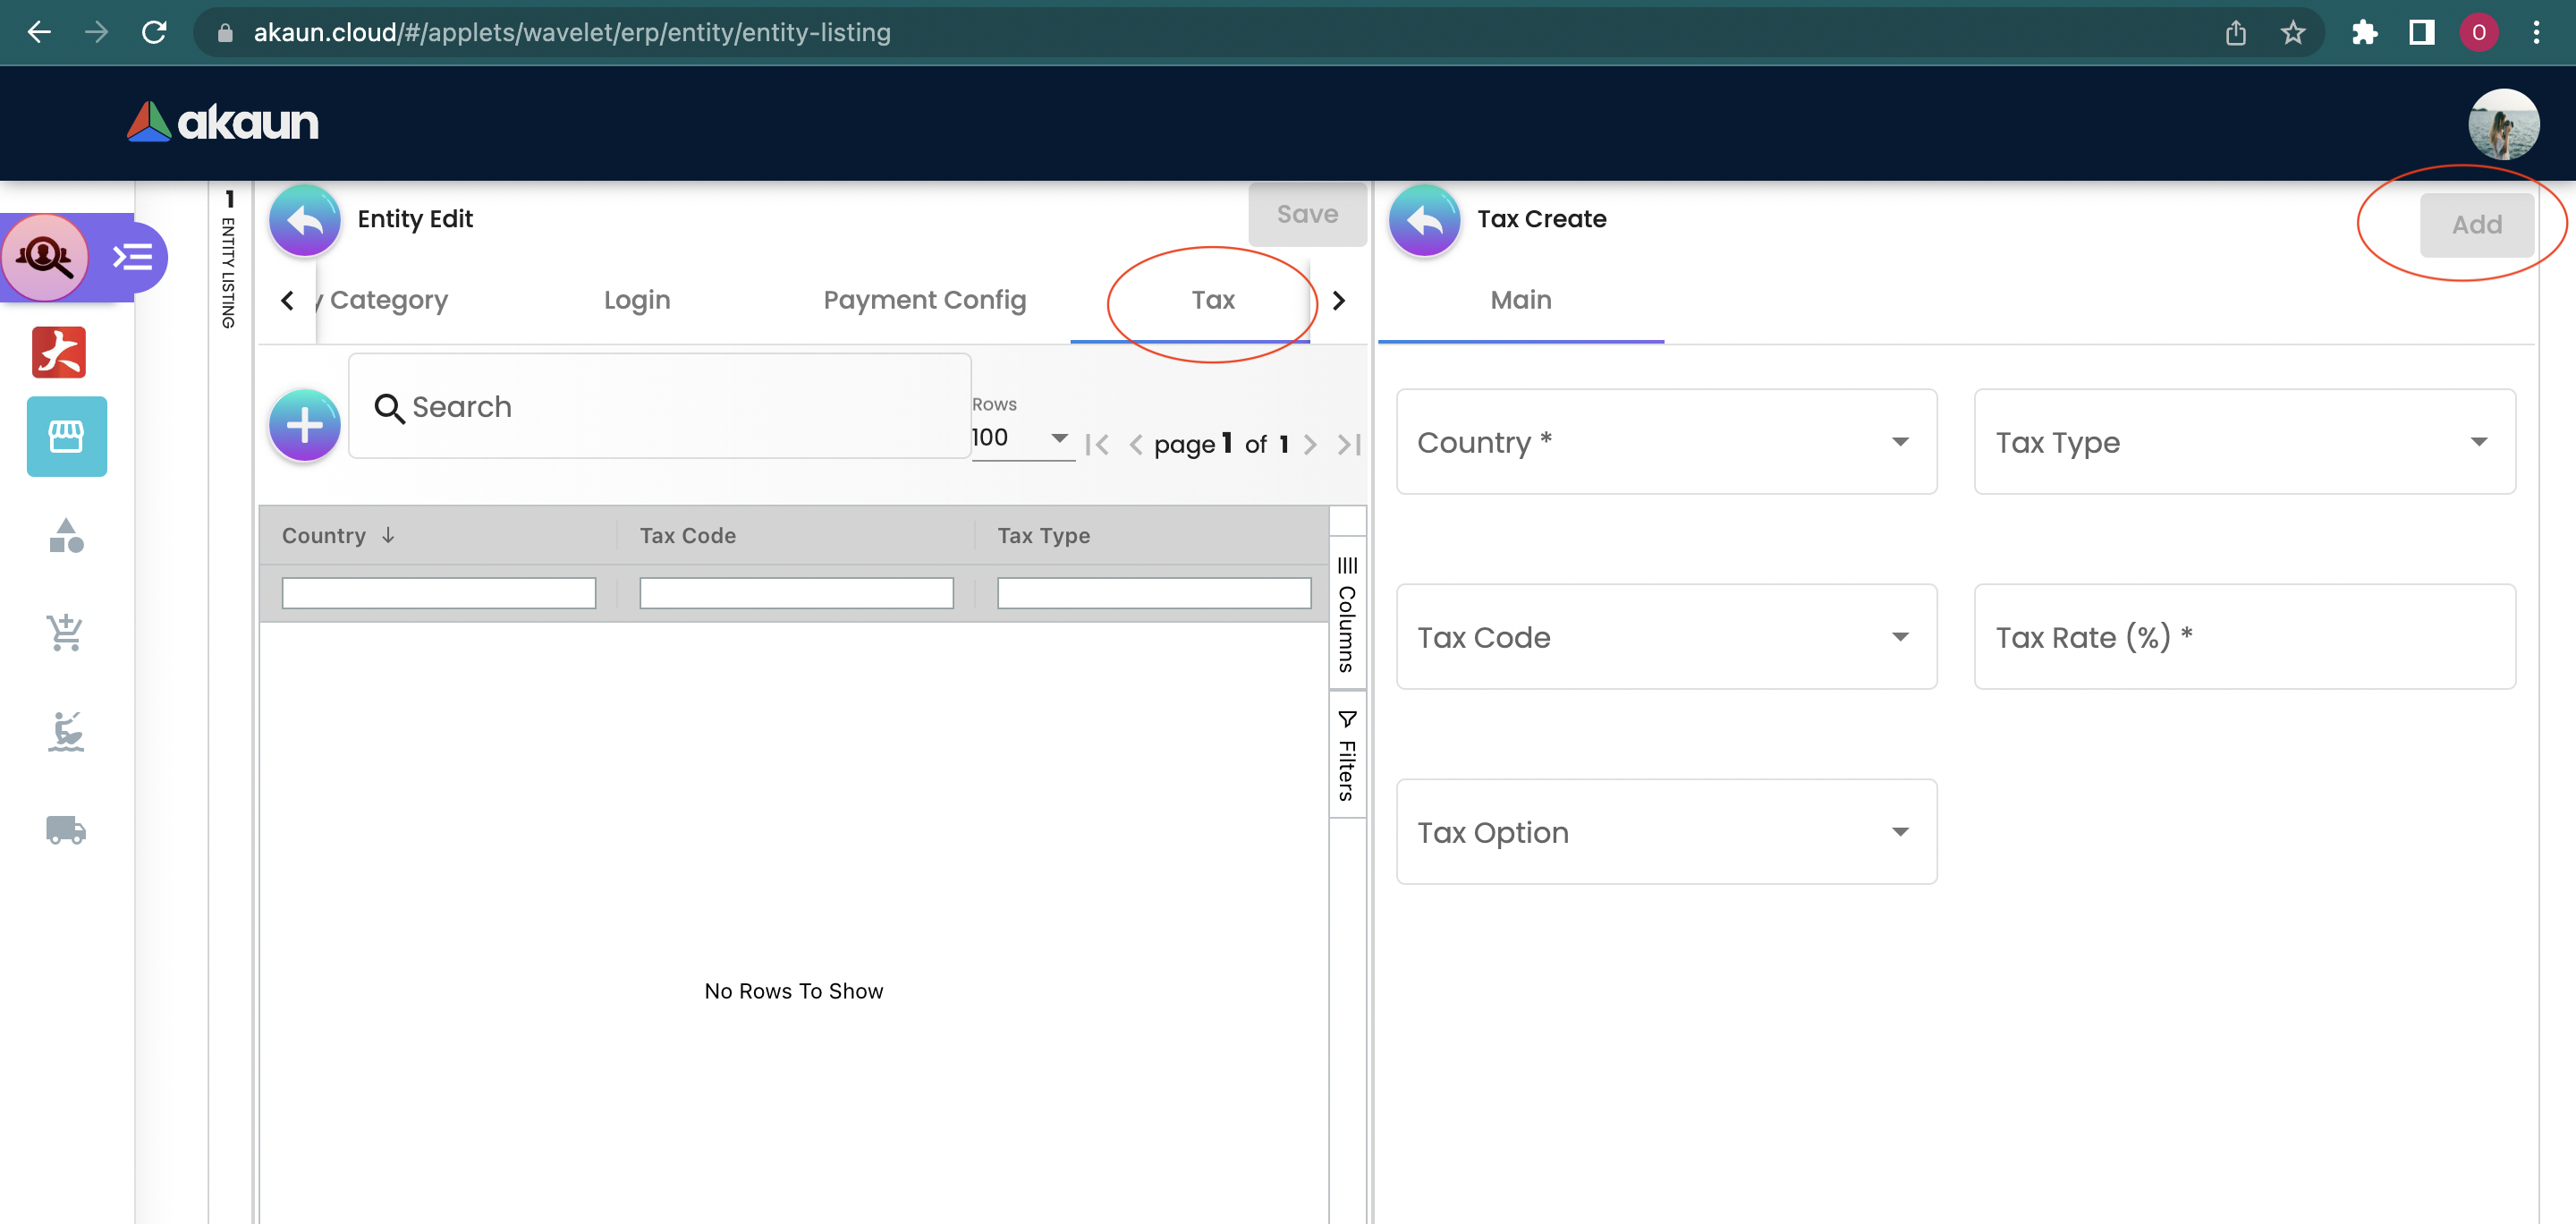 akaun.cloud/#/applets/wavelet/erp/entity/entity-listing
O
akaun
1
ENTITY LISTING
Entity Edit
Save
Tax Create
Add
y Category
Login
Payment Config
Tax
Main
Search
Rows
100
page 1 of 1
Country *
Tax Type
Country
Tax Code
Tax Type
Columns
Filters
Tax Code
Tax Rate (%) *
Tax Option
No Rows To Show